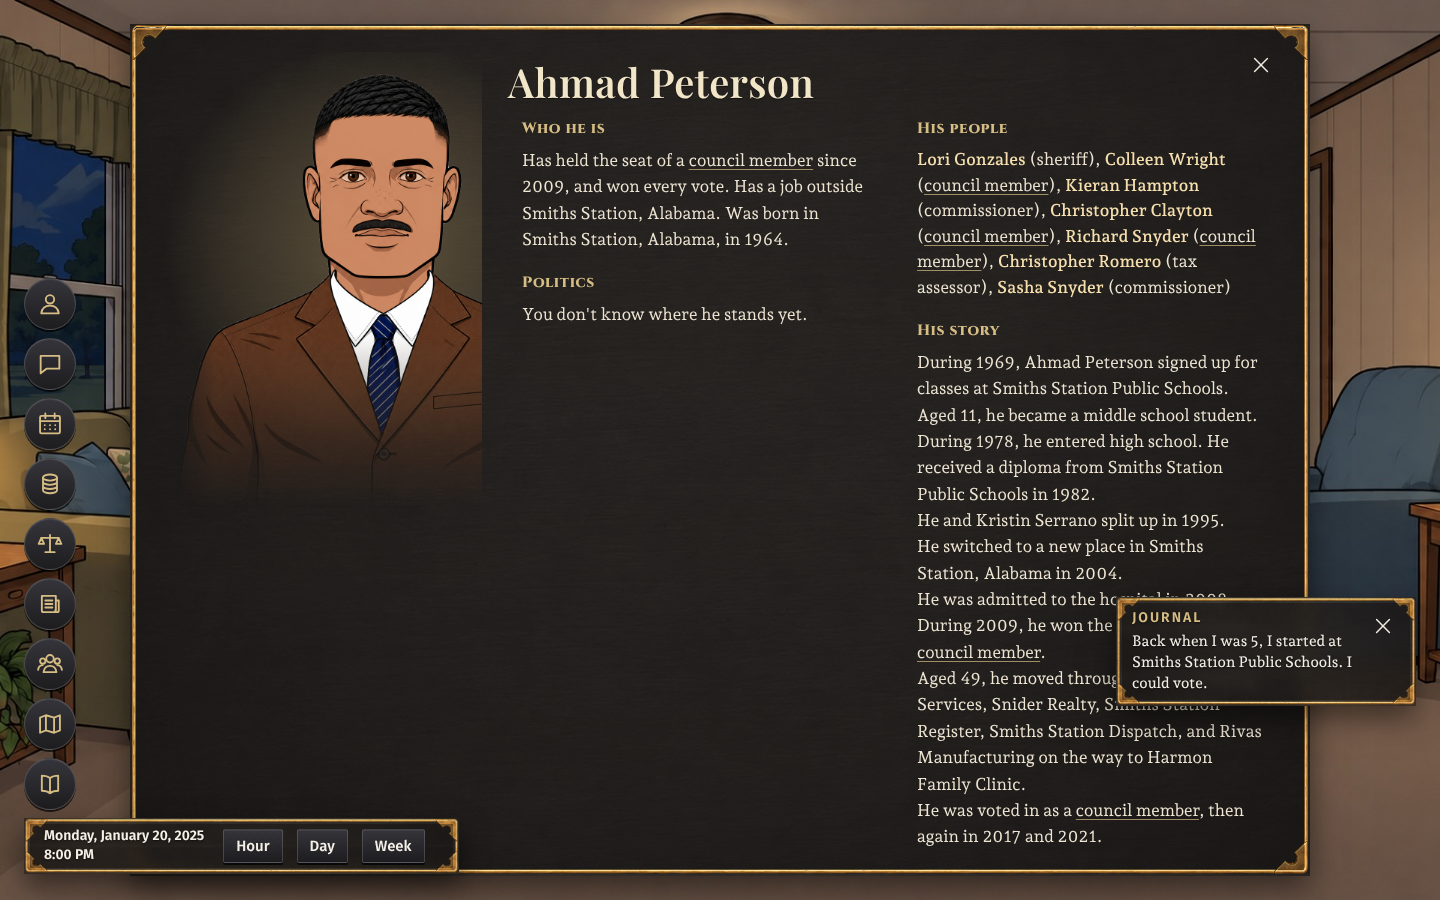 Ahmad Peterson
WHO HE IS
Has held the seat of a council member since
2009, and won every vote. Has a job outside
Smiths Station, Alabama. Was born in
Smiths Station, Alabama, in 1964.
POLITICS
You don't know where he stands yet.
HIS PEOPLE
Lori Gonzales (sheriff), Colleen Wright
(council member), Kieran Hampton
(commissioner), Christopher Clayton
(council member), Richard Snyder (council
member), Christopher Romero (tax
assessor), Sasha Snyder (commissioner)
HIS STORY
During 1969, Ahmad Peterson signed up for
classes at Smiths Station Public Schools.
Aged 11, he became a middle school student.
During 1978, he entered high school. He
received a diploma from Smiths Station
Public Schools in 1982.
He and Kristin Serrano split up in 1995.
He switched to a new place in Smiths
Station, Alabama in 2004.
He was admitted to the hospital in 2008.
During 2009, he won the
council member.
Aged 49, he moved through
Services, Snider Realty, Smiths Station
Register, Smiths Station Dispatch, and Rivas
Manufacturing on the way to Harmon
Family Clinic.
He was voted in as a council member, then
again in 2017 and 2021.
JOURNAL
Back when I was 5, I started at
Smiths Station Public Schools. I
could vote.
Monday, January 20, 2025
8:00 PM
Hour
Day
Week